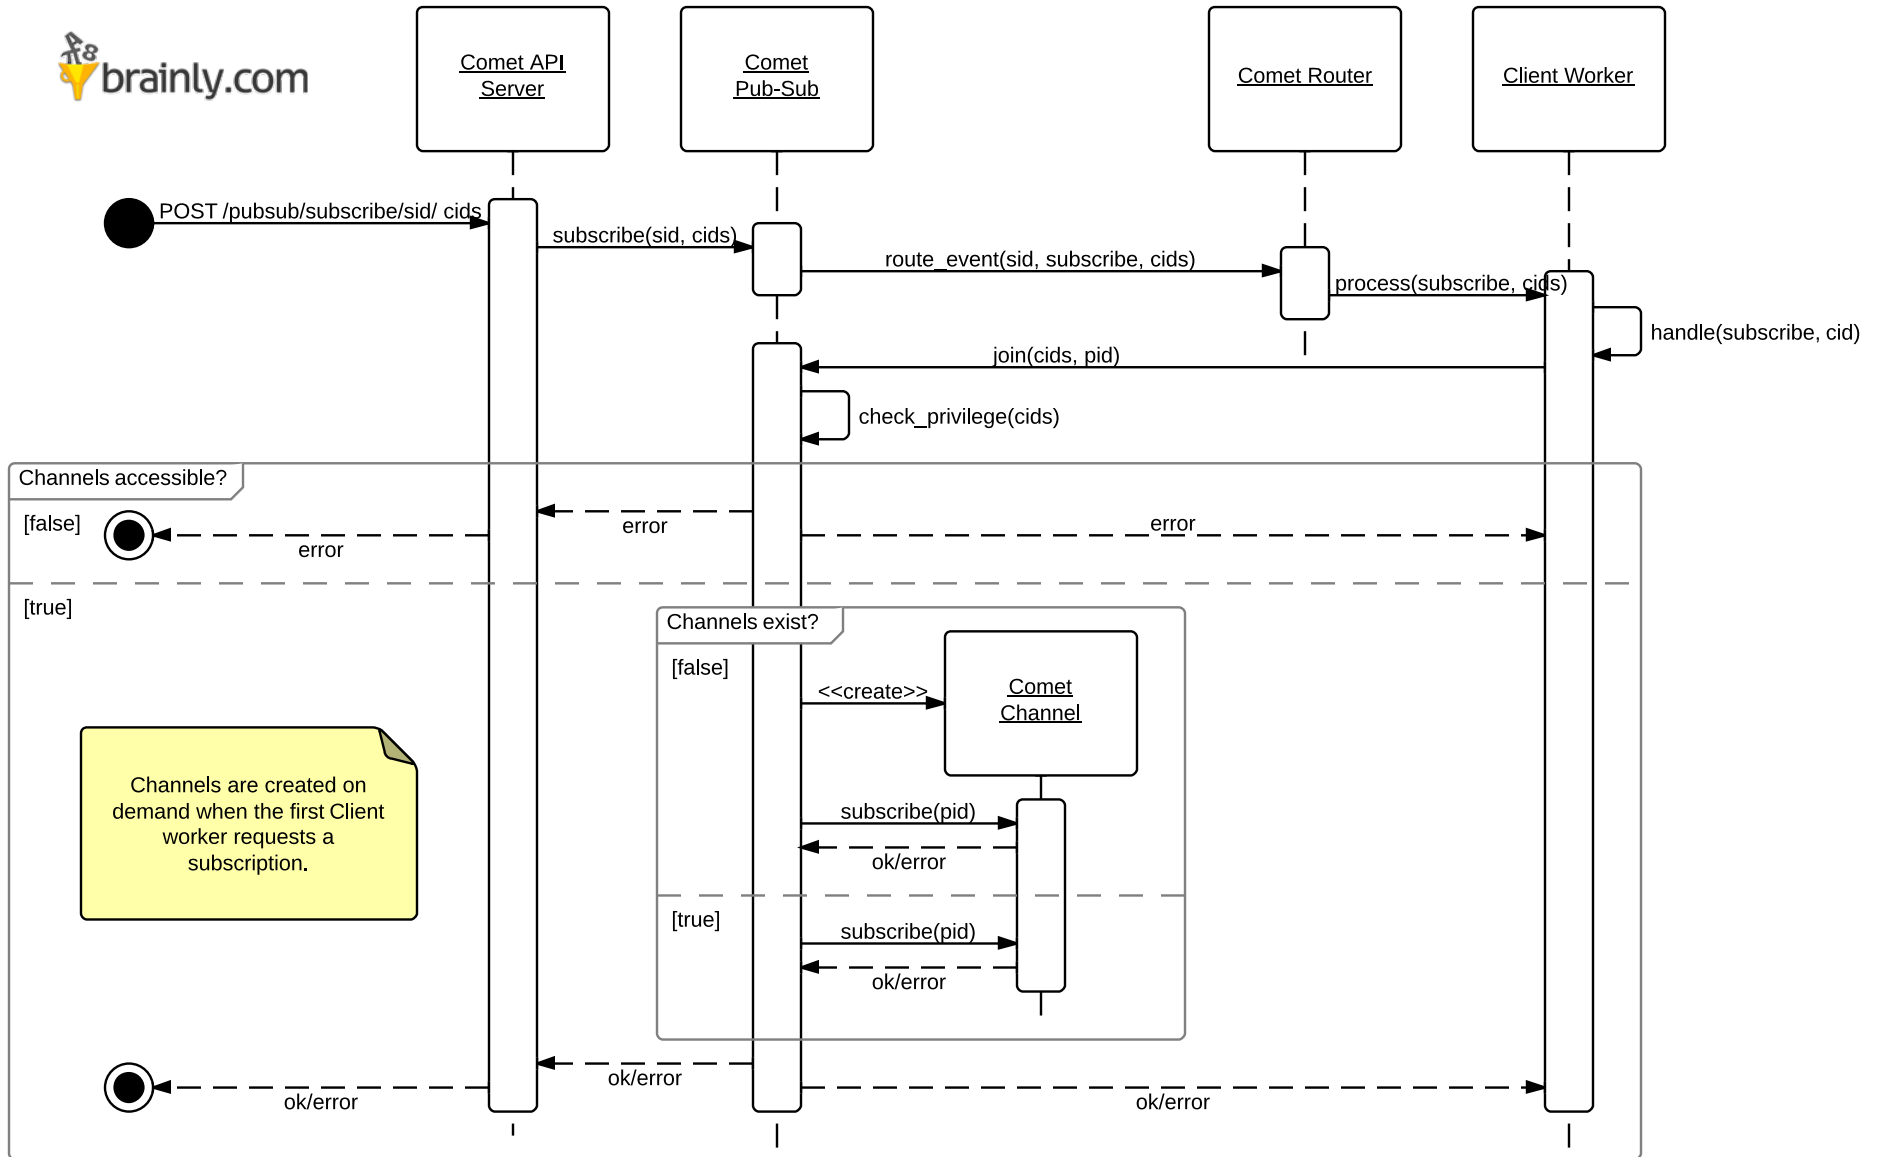 brainly.com
Comet API
Server
Comet
Pub-Sub
Comet Router
Client Worker
POST /pubsub/subscribe/sid/ cids
subscribe(sid, cids)
route_event(sid, subscribe, cids)
process(subscribe, cids)
handle(subscribe, cid)
join(cids, pid)
check_privilege(cids)
Channels accessible?
[false]
error
error
error
[true]
Channels exist?
[false]
<<create>>
Comet
Channel
Channels are created on
demand when the first Client
worker requests a
subscription.
subscribe(pid)
ok/error
[true]
subscribe(pid)
ok/error
ok/error
ok/error
ok/error